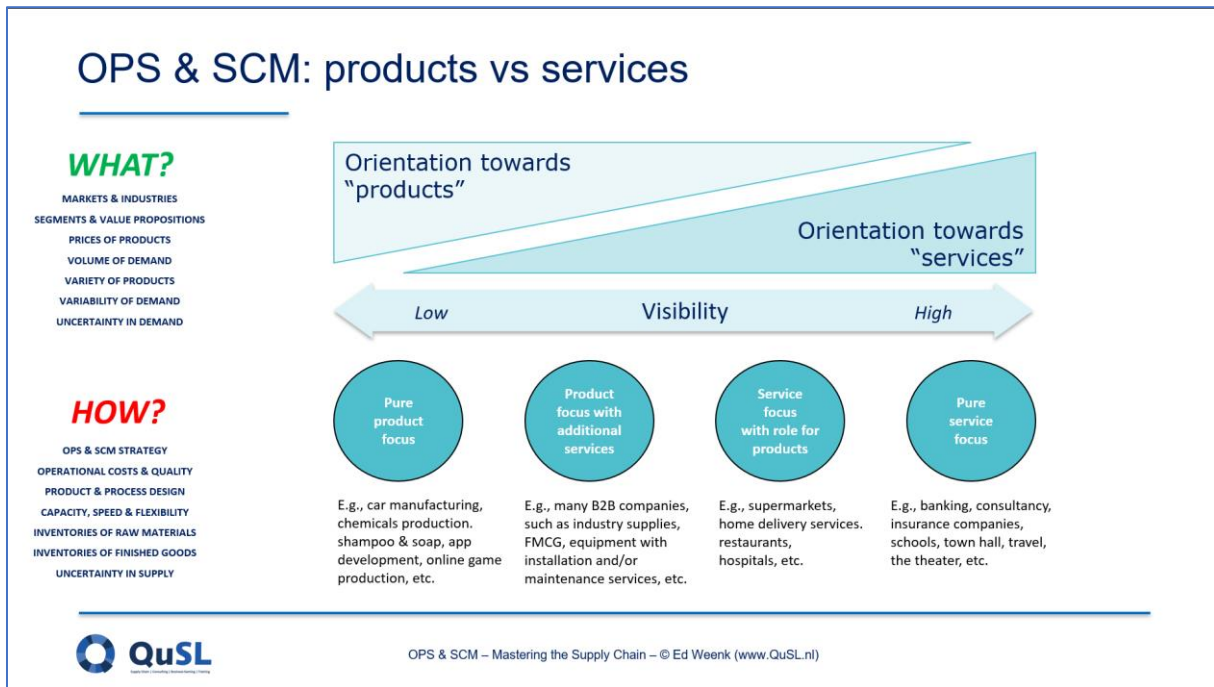 OPS & SCM: products vs services
WHAT?
MARKETS & INDUSTRIES
SEGMENTS & VALUE PROPOSITIONS
PRICES OF PRODUCTS
VOLUME OF DEMAND
VARIETY OF PRODUCTS
VARIABILITY OF DEMAND
UNCERTAINTY IN DEMAND
HOW?
OPS & SCM STRATEGY
OPERATIONAL COSTS & QUALITY
PRODUCT & PROCESS DESIGN
CAPACITY, SPEED & FLEXIBILITY
INVENTORIES OF RAW MATERIALS
INVENTORIES OF FINISHED GOODS
UNCERTAINTY IN SUPPLY
Orientation towards
“products”
Orientation towards
“services”
Low
Visibility
High
Pure
product
focus
Product
focus with
additional
services
Service
focus
with role for
products
Pure
service
focus
E.g., car manufacturing,
chemicals production.
shampoo & soap, app
development, online game
production, etc.
E.g., many B2B companies,
such as industry supplies,
FMCG, equipment with
installation and/or
maintenance services, etc.
E.g., supermarkets,
home delivery services.
restaurants,
hospitals, etc.
E.g., banking, consultancy,
insurance companies,
schools, town hall, travel,
the theater, etc.
QuSL
OPS & SCM – Mastering the Supply Chain – © Ed Weenk (www.QuSL.nl)